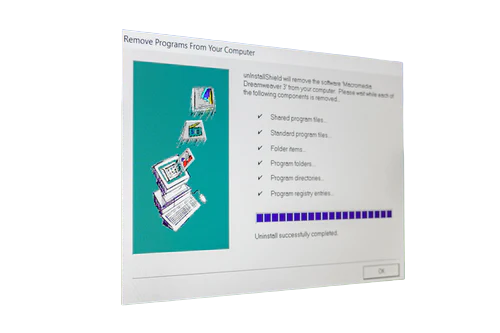 Remove Programs From Your Computer
unInstallShield will remove the software 'Macromedia
Dreamweaver 3' from your computer. Please wait while each of
the following components is removed...
✓ Shared program files...
✓ Standard program files...
✓ Folder items...
✓ Program folders...
✓ Program directories...
✓ Program registry entries...
Uninstall successfully completed.
OK